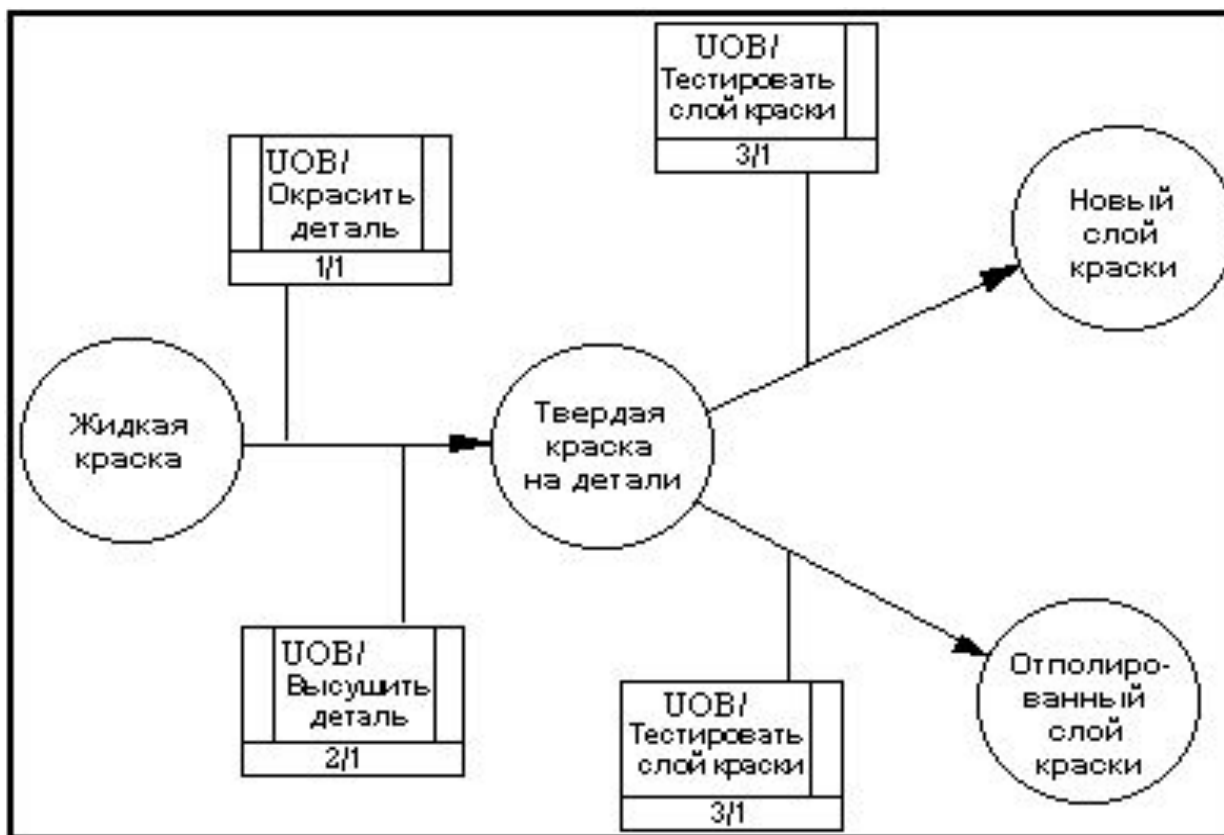 UOB/
Тестировать
слой краски
3/1
UOB/
Окрасить
деталь
1/1
Новый
слой
краски
Жидкая
краска
Твердая
краска
на детали
UOB/
Высушить
деталь
2/1
UOB/
Тестировать
слой краски
3/1
Отполиро-
ванный
слой
краски